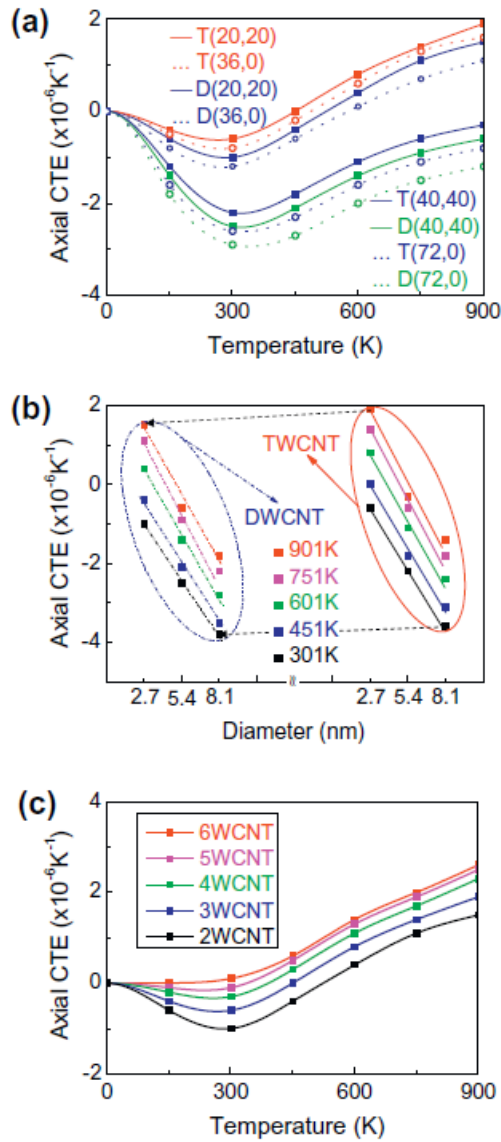 (a)
Axial CTE (x10⁻⁶K⁻¹)
2
0
-2
-4
T(20,20)
T(36,0)
D(20,20)
D(36,0)
T(40,40)
D(40,40)
T(72,0)
D(72,0)
0 300 600 900
Temperature (K)
(b)
Axial CTE (x10⁻⁶K⁻¹)
2
0
-2
-4
TWCNT
DWCNT
901K
751K
601K
451K
301K
2.7 5.4 8.1 2.7 5.4 8.1
Diameter (nm)
(c)
Axial CTE (x10⁻⁶K⁻¹)
4
2
0
-2
6WCNT
5WCNT
4WCNT
3WCNT
2WCNT
0 300 600 900
Temperature (K)